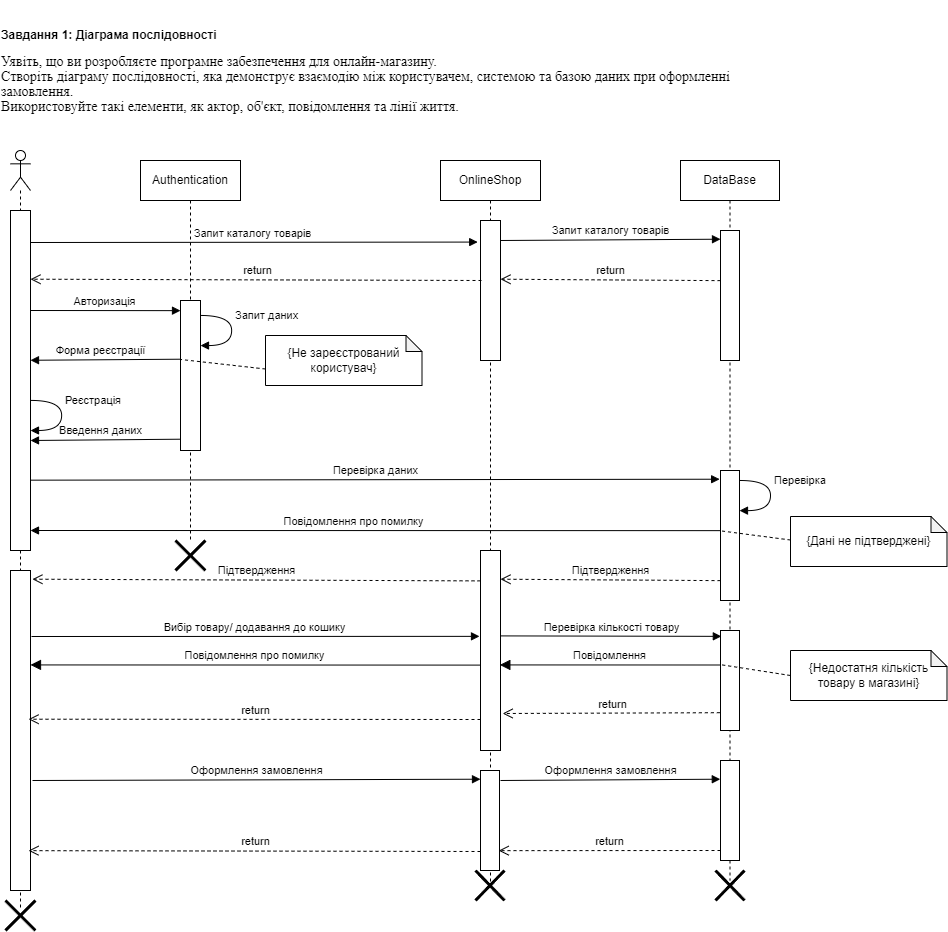 Завдання 1: Діаграма послідовності
Уявіть, що ви розробляєте програмне забезпечення для онлайн-магазину.
Створіть діаграму послідовності, яка демонструє взаємодію між користувачем, системою та базою даних при оформленні
замовлення.
Використовуйте такі елементи, як актор, об'єкт, повідомлення та лінії життя.
Authentication
OnlineShop
DataBase
Запит каталогу товарів
Запит каталогу товарів
return
return
Авторизація
Запит даних
Форма реєстрації
{Не зареєстрований
користувач}
Реєстрація
Введення даних
Перевірка даних
Перевірка
Повідомлення про помилку
{Дані не підтверджені}
Підтвердження
Підтвердження
Вибір товару/ додавання до кошику
Перевірка кількості товару
Повідомлення про помилку
Повідомлення
{Недостатня кількість
товару в магазині}
return
return
Оформлення замовлення
Оформлення замовлення
return
return